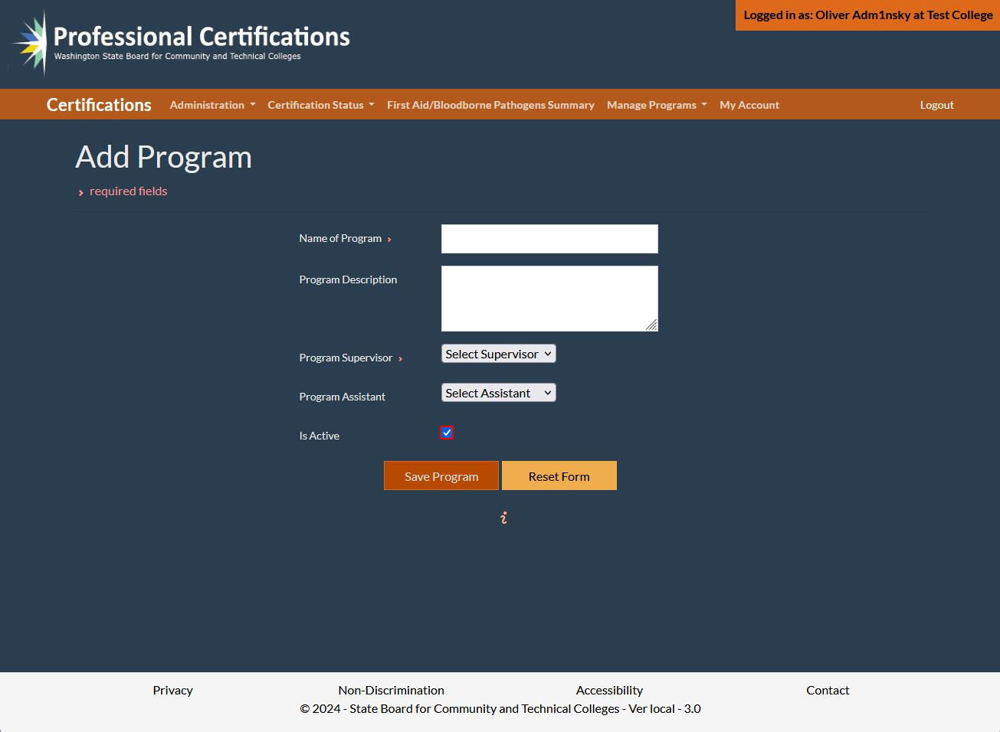 Logged in as: Oliver Adm1nsky at Test College
Professional Certifications
Washington State Board for Community and Technical Colleges
Certifications Administration Certification Status First Aid/Bloodborne Pathogens Summary Manage Programs My Account Logout
Add Program
required fields
Name of Program
Program Description
Program Supervisor Select Supervisor
Program Assistant Select Assistant
Is Active
Save Program Reset Form
i
Privacy Non-Discrimination Accessibility Contact
© 2024 - State Board for Community and Technical Colleges - Ver local - 3.0